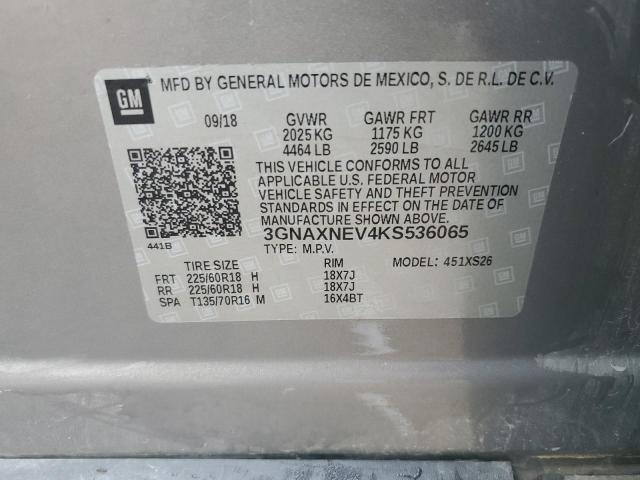 GM MFD BY GENERAL MOTORS DE MEXICO, S. DE R.L. DE C.V.
09/18 GVWR GAWR FRT GAWR RR
2025 KG 1175 KG 1200 KG
4464 LB 2590 LB 2645 LB
THIS VEHICLE CONFORMS TO ALL
APPLICABLE U.S. FEDERAL MOTOR
VEHICLE SAFETY AND THEFT PREVENTION
STANDARDS IN EFFECT ON THE DATE OF
MANUFACTURE SHOWN ABOVE.
441B 3GNAXNEV4KS536065
TYPE: M.P.V.
TIRE SIZE RIM MODEL: 451XS26
FRT 225/60R18 H 18X7J
RR 225/60R18 H 18X7J
SPA T135/70R16 M 16X4BT